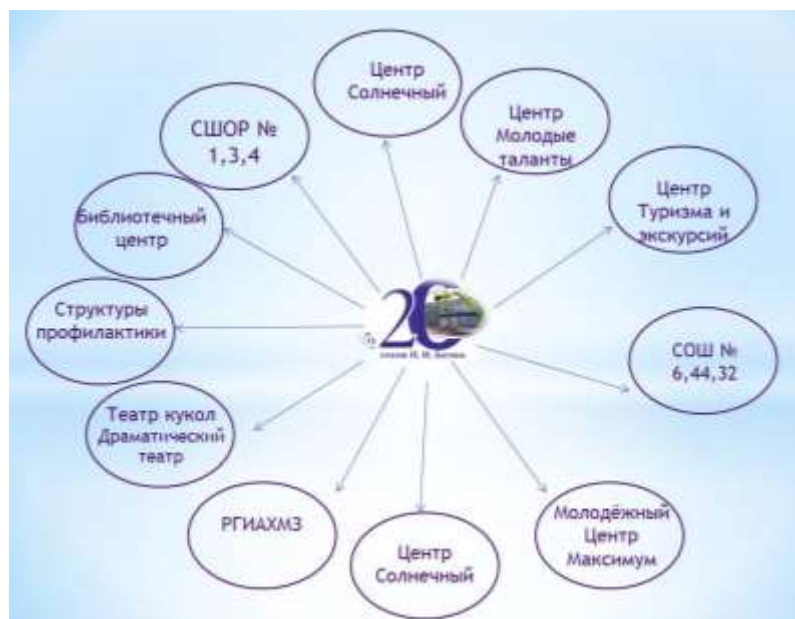 Центр
Солнечный
Центр
Молодые
таланты
Центр
Туризма и
экскурсий
СОШ №
6,44,32
Молодёжный
Центр
Максимум
Центр
Солнечный
РГИАХМЗ
Театр кукол
Драматический
театр
Структуры
профилактики
Библиотечный
центр
СШОР №
1,3,4
20